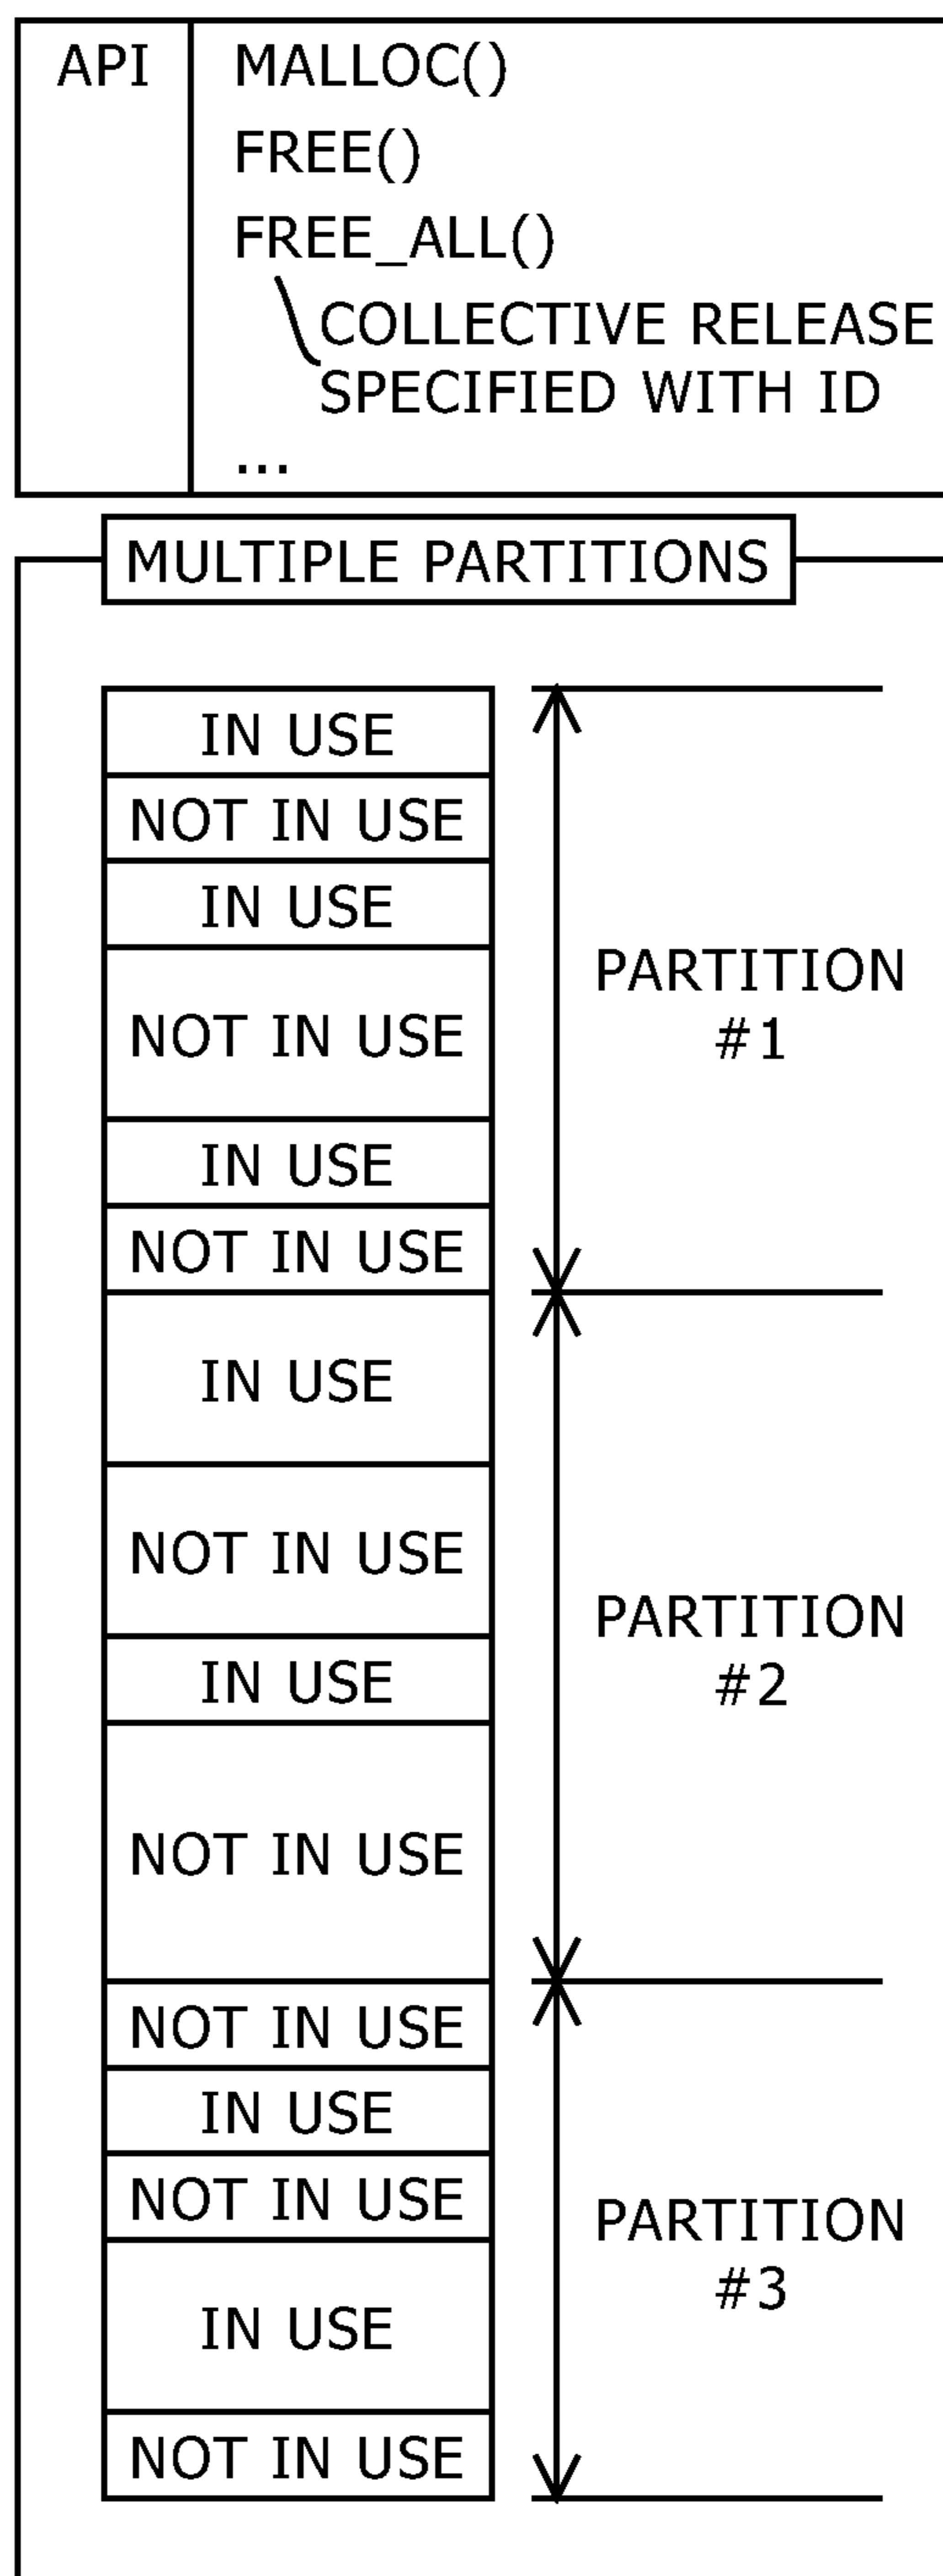 API
MALLOC()
FREE()
FREE_ALL()
COLLECTIVE RELEASE
SPECIFIED WITH ID
...
MULTIPLE PARTITIONS
IN USE
NOT IN USE
IN USE
NOT IN USE
IN USE
NOT IN USE
PARTITION
#1
IN USE
NOT IN USE
IN USE
NOT IN USE
PARTITION
#2
NOT IN USE
IN USE
NOT IN USE
IN USE
NOT IN USE
PARTITION
#3